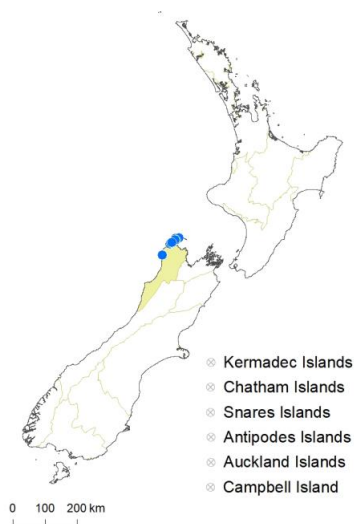 Kermadec Islands
Chatham Islands
Snares Islands
Antipodes Islands
Auckland Islands
Campbell Island
0 100 200 km